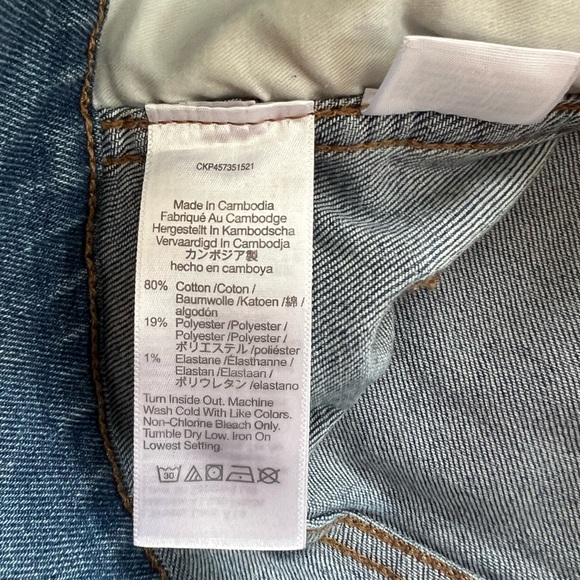 CKP457351521
Made In Cambodia
Fabriqué Au Cambodge
Hergestellt In Kambodscha
Vervaardigd In Cambodja
カンボジア製
hecho en camboya
80% Cotton /Coton /
Baumwolle /Katoen /綿 /
algodón
19% Polyester /Polyester /
Polyester /Polyester /
ポリエステル /poliéster
1% Elastane /Élasthanne /
Elastan /Elastaan /
ポリウレタン /elastano
Turn Inside Out. Machine
Wash Cold With Like Colors.
Non-Chlorine Bleach Only.
Tumble Dry Low. Iron On
Lowest Setting.
30